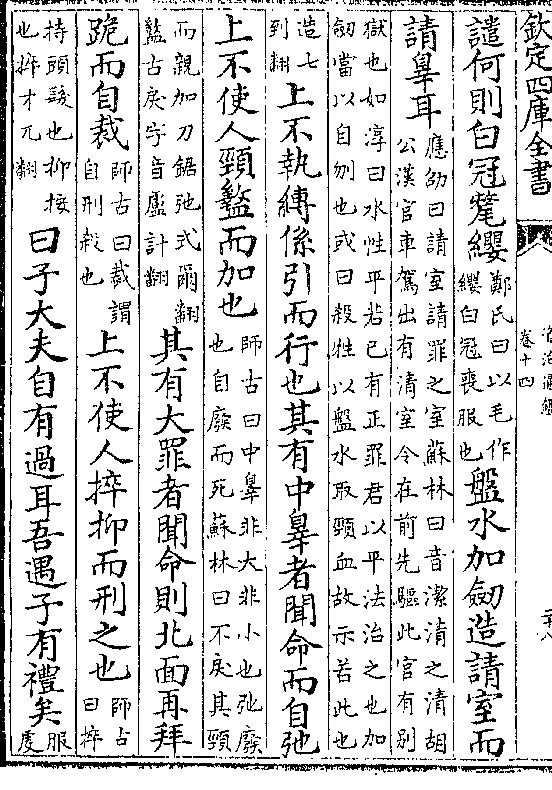 欽定四庫全書
卷十四
譴何則白冠氂纓鄭氏曰以毛作纓白冠喪服也盤水加劒造請室而
請辠耳應劭曰請室請罪之室蘇林曰音潔清之清胡公漢官車駕出有清室令在前先驅此官有别
獄也如淳曰水性平若已有正罪君以平法治之也加劒當以自刎也或曰殺牲以盤水取頸血故示若此也
造七到翻上不執縛係引而行也其有中辠者聞命而自弛
上不使人頸盭而加也師古曰中辠非大非小也弛廢也自廢而死蘇林曰不戾其頸
而親加刀鋸弛式爾翻盭古戾字音盧計翻其有大罪者聞命則北面再拜
跪而自裁師古曰裁謂自刑殺也上不使人捽抑而刑之也師古曰捽
持頭髮也抑按也捽才兀翻曰子大夫自有過耳吾遇子有禮矣服虔